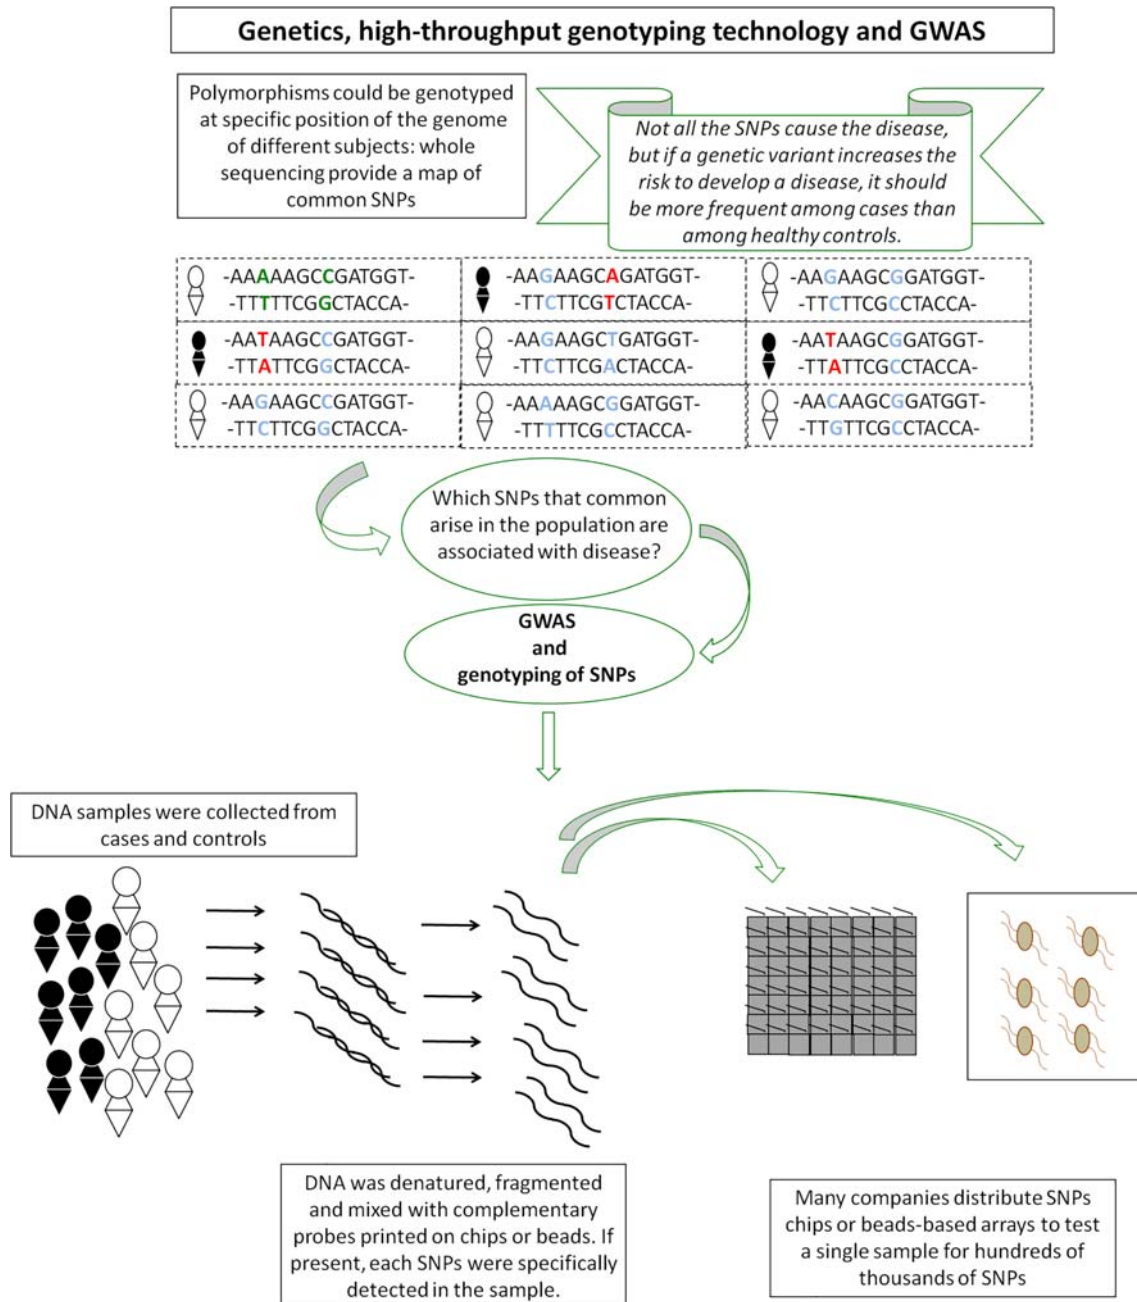 Genetics, high-throughput genotyping technology and GWAS
Polymorphisms could be genotyped
at specific position of the genome
of different subjects: whole
sequencing provide a map of
common SNPs
Not all the SNPs cause the disease,
but if a genetic variant increases the
risk to develop a disease, it should
be more frequent among cases than
among healthy controls.
-AAAAAGCCGATGGT-
-TTTTTCGGCTACCA-
-AAGAAGCAGATGGT-
-TTCTTCGTCTACCA-
-AAGAAGCGGATGGT-
-TTCTTCGCCTACCA-
-AATAAGCCGATGGT-
-TTATTCGGCTACCA-
-AAGAAGCTGATGGT-
-TTCTTCGACTACCA-
-AATAAGCGGATGGT-
-TTATTCGCCTACCA-
-AAGAAGCCGATGGT-
-TTCTTCGGCTACCA-
-AAAAAGCGGATGGT-
-TTTTTCGCCTACCA-
-AACAAGCGGATGGT-
-TTGTTCGCCTACCA-
Which SNPs that common
arise in the population are
associated with disease?
GWAS
and
genotyping of SNPs
DNA samples were collected from
cases and controls
DNA was denatured, fragmented
and mixed with complementary
probes printed on chips or beads. If
present, each SNPs were specifically
detected in the sample.
Many companies distribute SNPs
chips or beads-based arrays to test
a single sample for hundreds of
thousands of SNPs